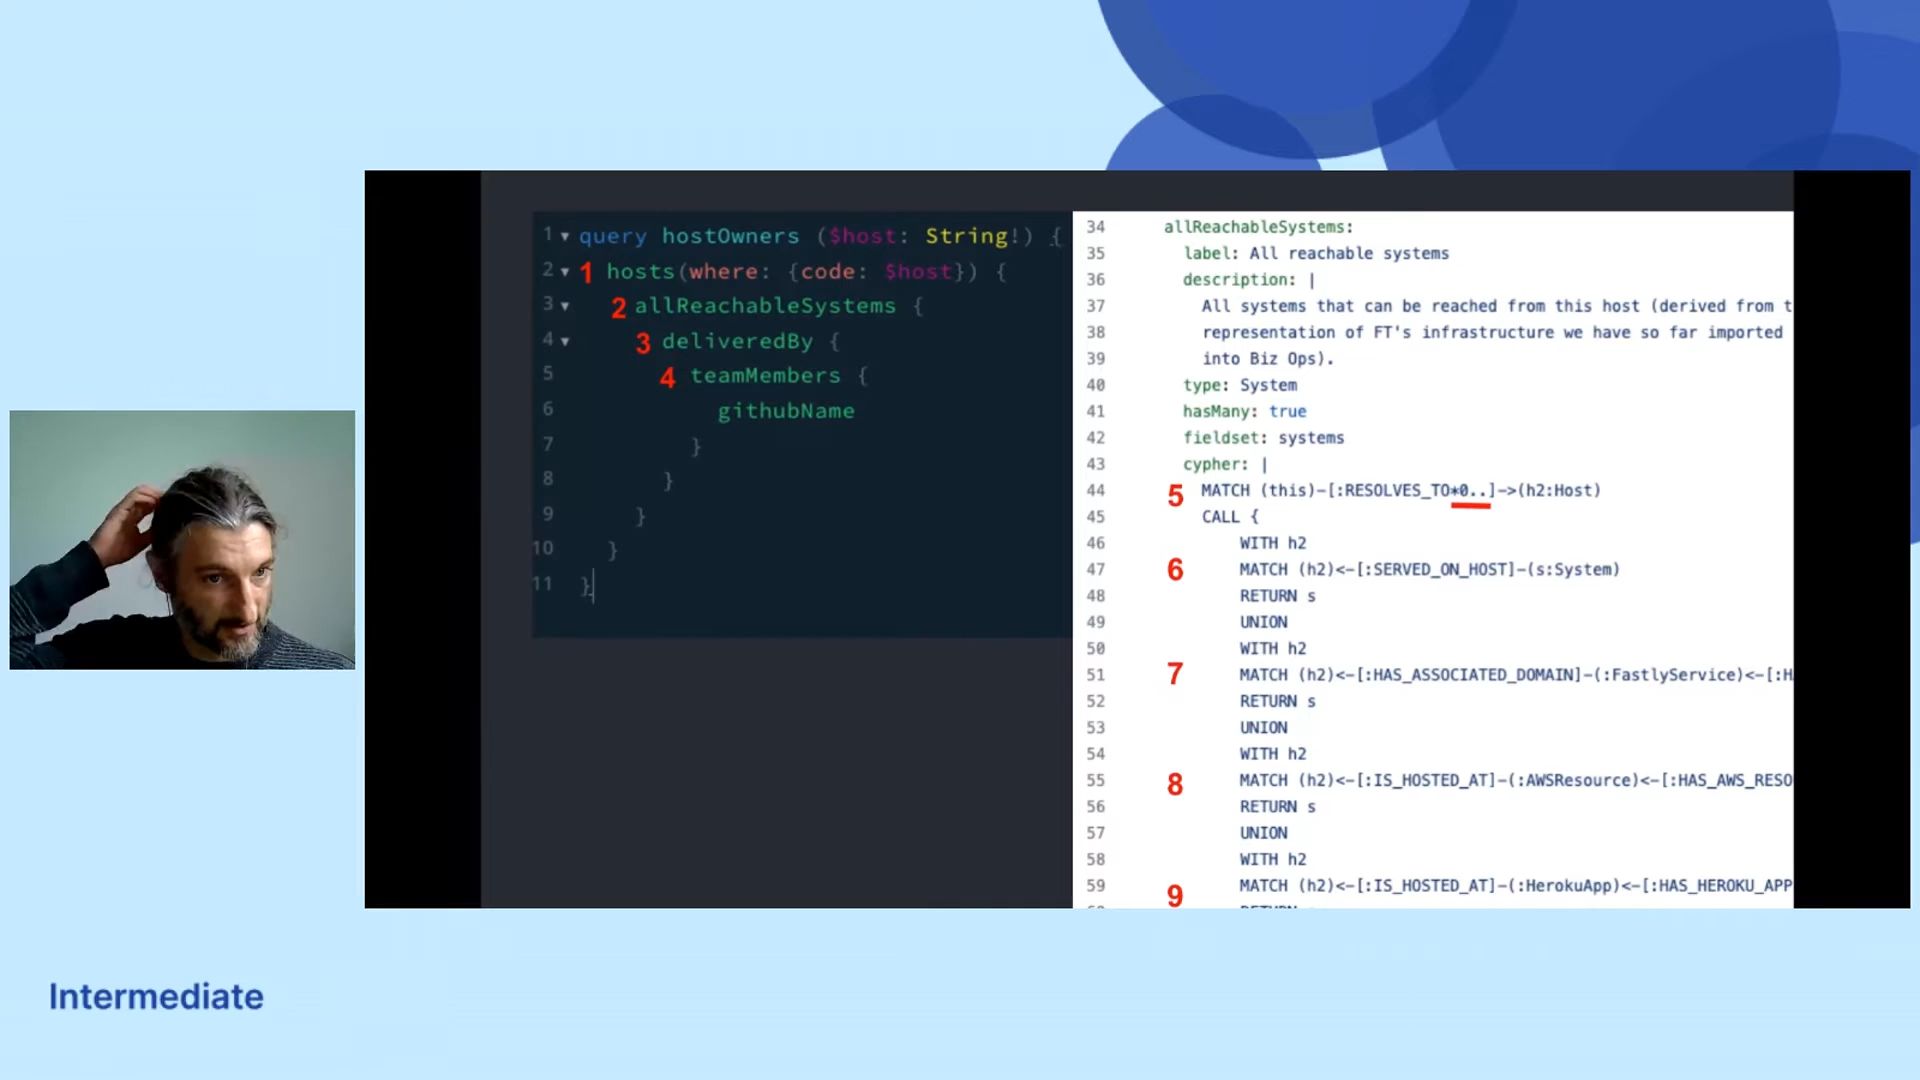 1 query hostOwners ($host: String!) {
2 1 hosts(where: {code: $host}) {
3 2 allReachableSystems {
4 3 deliveredBy {
5 4 teamMembers {
6 githubName
7 }
8 }
9 }
10 }
11 }
34 allReachableSystems:
35 label: All reachable systems
36 description: |
37 All systems that can be reached from this host (derived from t
38 representation of FT's infrastructure we have so far imported
39 into Biz Ops).
40 type: System
41 hasMany: true
42 fieldset: systems
43 cypher: |
44 5 MATCH (this)-[:RESOLVES_TO*0..]->(h2:Host)
45 CALL {
46 WITH h2
47 6 MATCH (h2)<-[:SERVED_ON_HOST]-(s:System)
48 RETURN s
49 UNION
50 WITH h2
51 7 MATCH (h2)<-[:HAS_ASSOCIATED_DOMAIN]-(:FastlyService)<-[:H
52 RETURN s
53 UNION
54 WITH h2
55 8 MATCH (h2)<-[:IS_HOSTED_AT]-(:AWSResource)<-[:HAS_AWS_RESO
56 RETURN s
57 UNION
58 WITH h2
59 9 MATCH (h2)<-[:IS_HOSTED_AT]-(:HerokuApp)<-[:HAS_HEROKU_APP
Intermediate